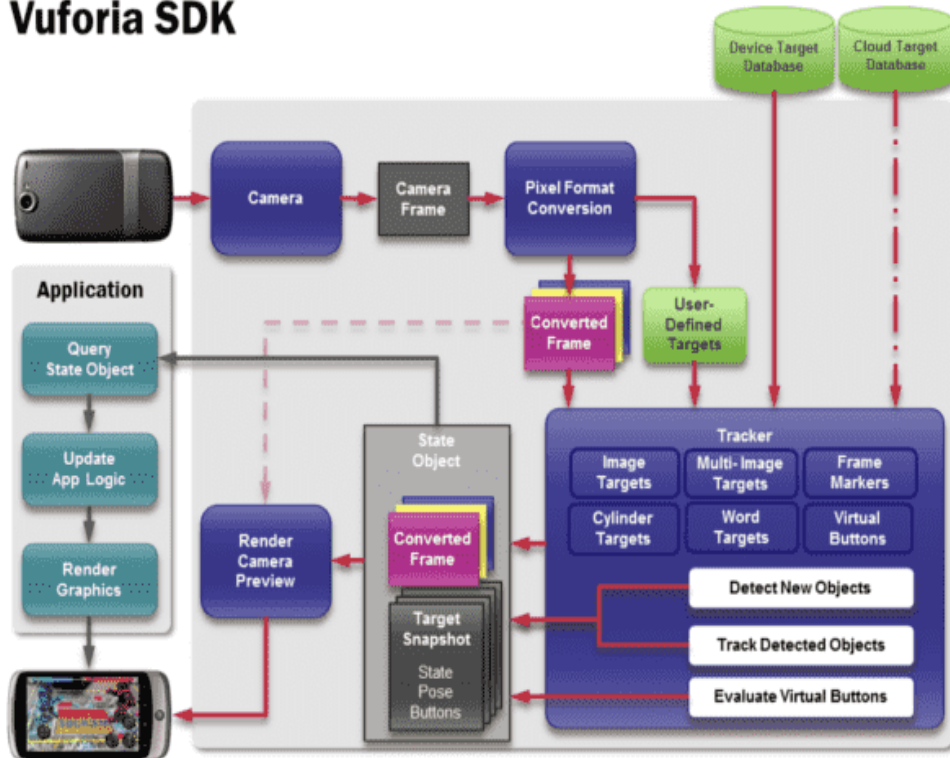 Vuforia SDK
Device Target
Database
Cloud Target
Database
Camera
Camera
Frame
Pixel Format
Conversion
Application
Query
State Object
Update
App Logic
Render
Graphics
Converted
Frame
User-
Defined
Targets
State
Object
Converted
Frame
Target
Snapshot
State
Pose
Buttons
Render
Camera
Preview
Tracker
Image
Targets
Multi-Image
Targets
Frame
Markers
Cylinder
Targets
Word
Targets
Virtual
Buttons
Detect New Objects
Track Detected Objects
Evaluate Virtual Buttons